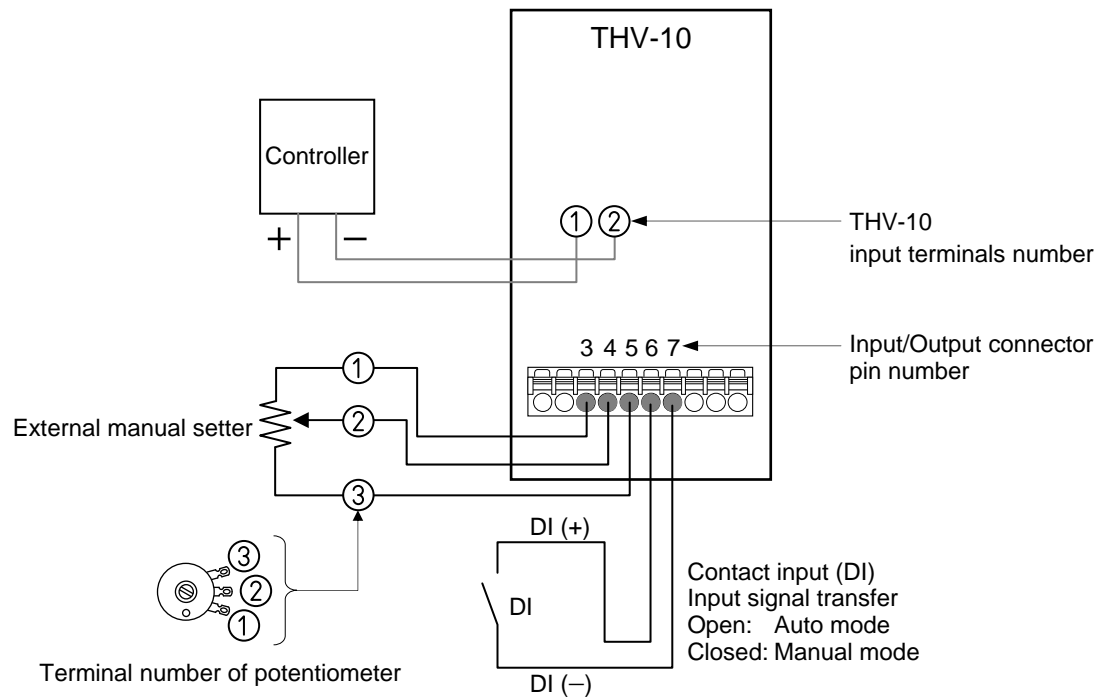 THV-10
Controller
+ −
① ②
THV-10
input terminals number
3 4 5 6 7
Input/Output connector
pin number
①
External manual setter
②
③
DI (+)
③
②
①
DI
Contact input (DI)
Input signal transfer
Open: Auto mode
Closed: Manual mode
Terminal number of potentiometer
DI (−)